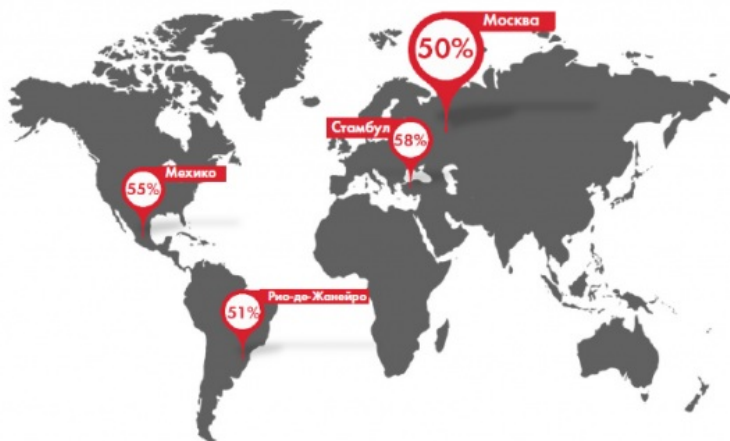 Москва
50%
Стамбул
58%
Мехико
55%
Рио-де-Жанейро
51%